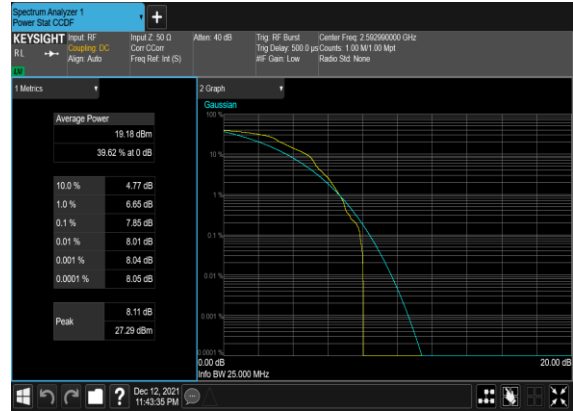 Spectrum Analyzer 1
Power Stat CCDF
KEYSIGHT
R L
LXI
Input: RF
Coupling: DC
Align: Auto
Input Z: 50 Ω
Corr CCorr
Freq Ref: Int (S)
Atten: 40 dB
Trig: RF Burst
Trig Delay: 500.0 µs
#IF Gain: Low
Center Freq: 2.592990000 GHz
Counts: 1.00 M/1.00 Mpt
Radio Std: None
1 Metrics
Average Power
19.18 dBm
39.62 % at 0 dB
10.0 % 4.77 dB
1.0 % 6.65 dB
0.1 % 7.85 dB
0.01 % 8.01 dB
0.001 % 8.04 dB
0.0001 % 8.05 dB
Peak
8.11 dB
27.29 dBm
2 Graph
Gaussian
100 %
10 %
1 %
0.1 %
0.01 %
0.001 %
0.0001 %
0.00 dB
20.00 dB
Info BW 25.000 MHz
Dec 12, 2021
11:43:35 PM